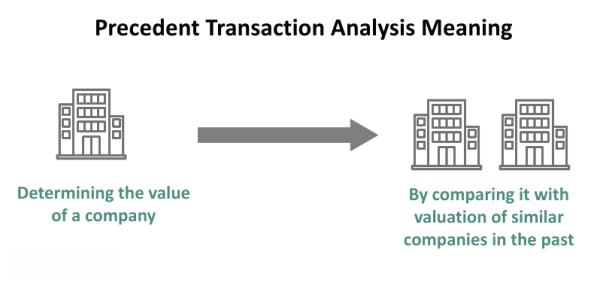 Precedent Transaction Analysis Meaning
Determining the value
of a company
By comparing it with
valuation of similar
companies in the past